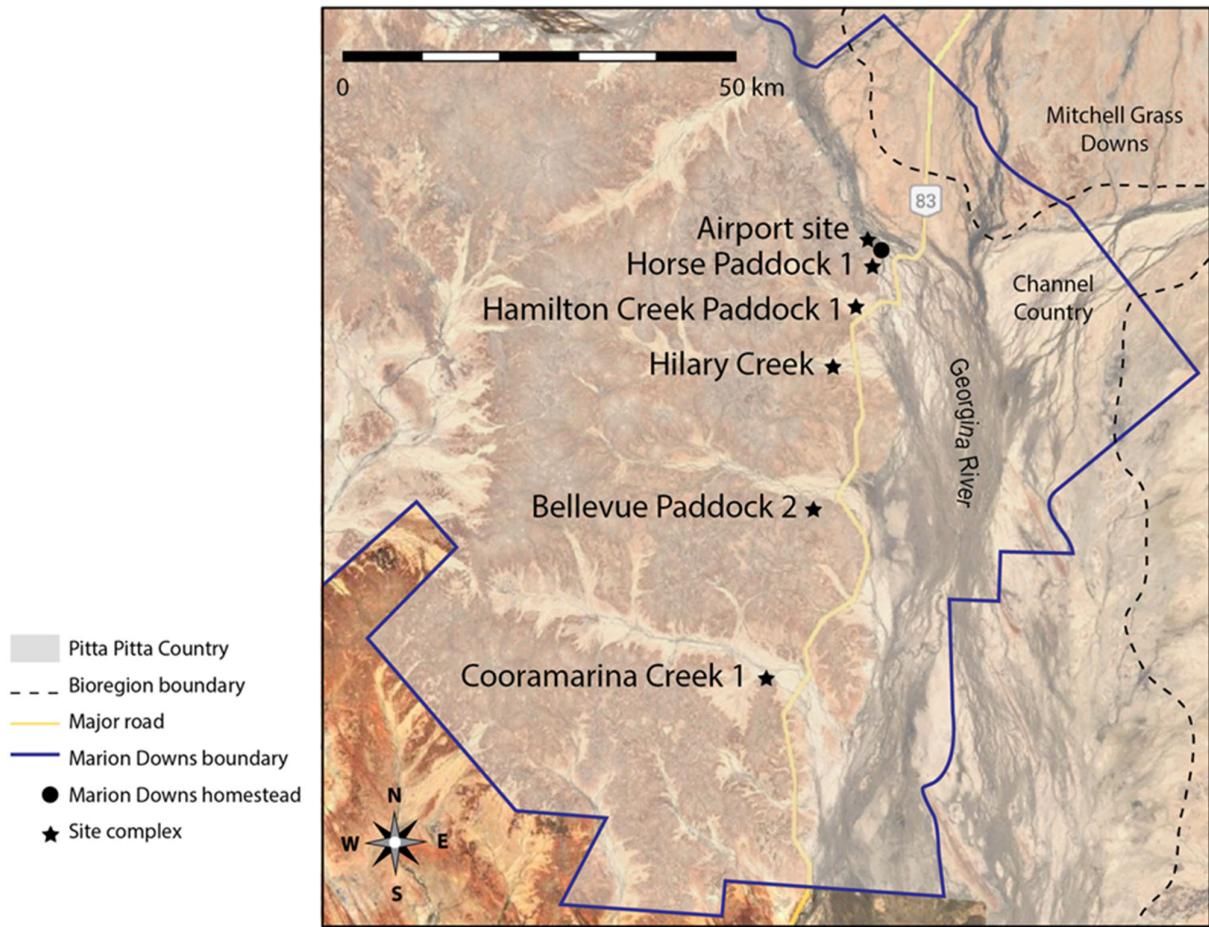 0
50 km
Mitchell Grass
Downs
83
Airport site
Horse Paddock 1
Channel
Country
Hamilton Creek Paddock 1
Hilary Creek
Georgina River
Bellevue Paddock 2
Cooramarina Creek 1
Pitta Pitta Country
Bioregion boundary
Major road
Marion Downs boundary
Marion Downs homestead
Site complex
N
W
E
S